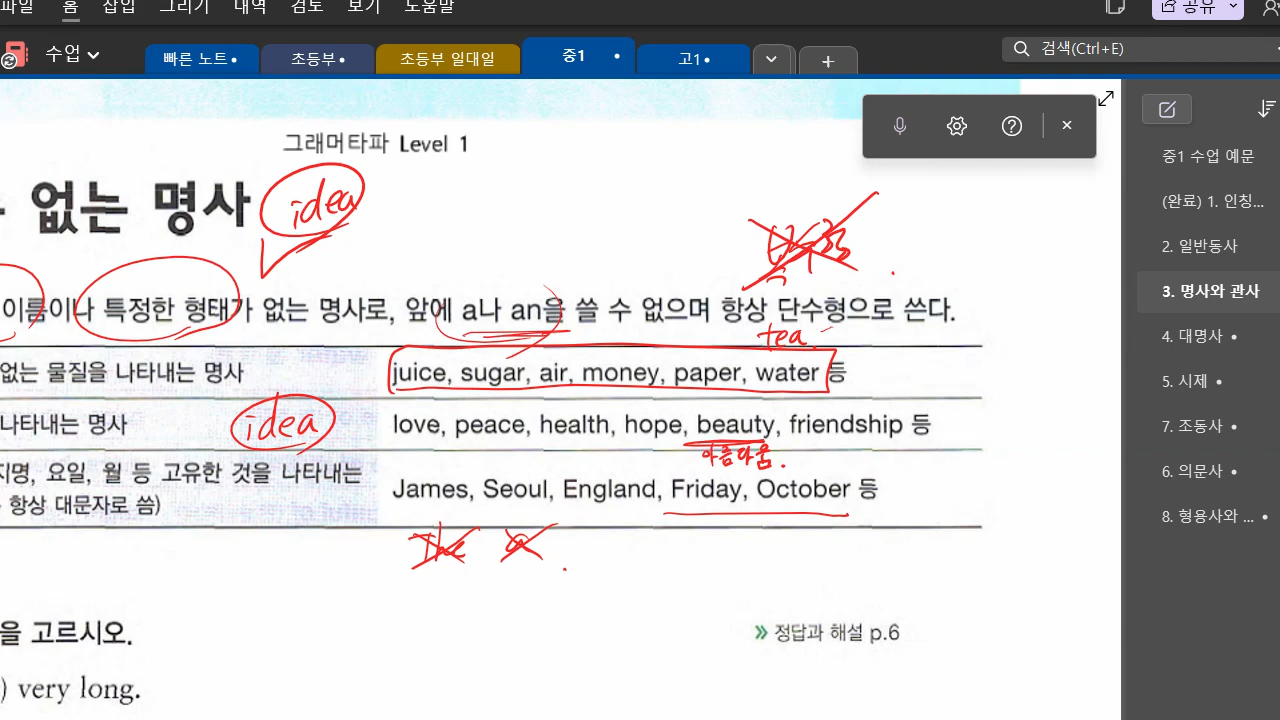 파일 홈 삽입 그리기 내역 검토 보기 도움말 공유
수업 빠른 노트 초등부 초등부 일대일 중1 고1 검색(Ctrl+E)
그래머타파 Level 1
없는 명사 idea
이름이나 특정한 형태가 없는 명사로, 앞에 a나 an을 쓸 수 없으며 항상 단수형으로 쓴다.
tea
없는 물질을 나타내는 명사 juice, sugar, air, money, paper, water 등
나타내는 명사 idea love, peace, health, hope, beauty, friendship 등
아름다움.
지명, 요일, 월 등 고유한 것을 나타내는
항상 대문자로 씀) James, Seoul, England, Friday, October 등
The a
을 고르시오.
» 정답과 해설 p.6
) very long.
중1 수업 예문
(완료) 1. 인칭...
2. 일반동사
3. 명사와 관사
4. 대명사
5. 시제
7. 조동사
6. 의문사
8. 형용사와 ...